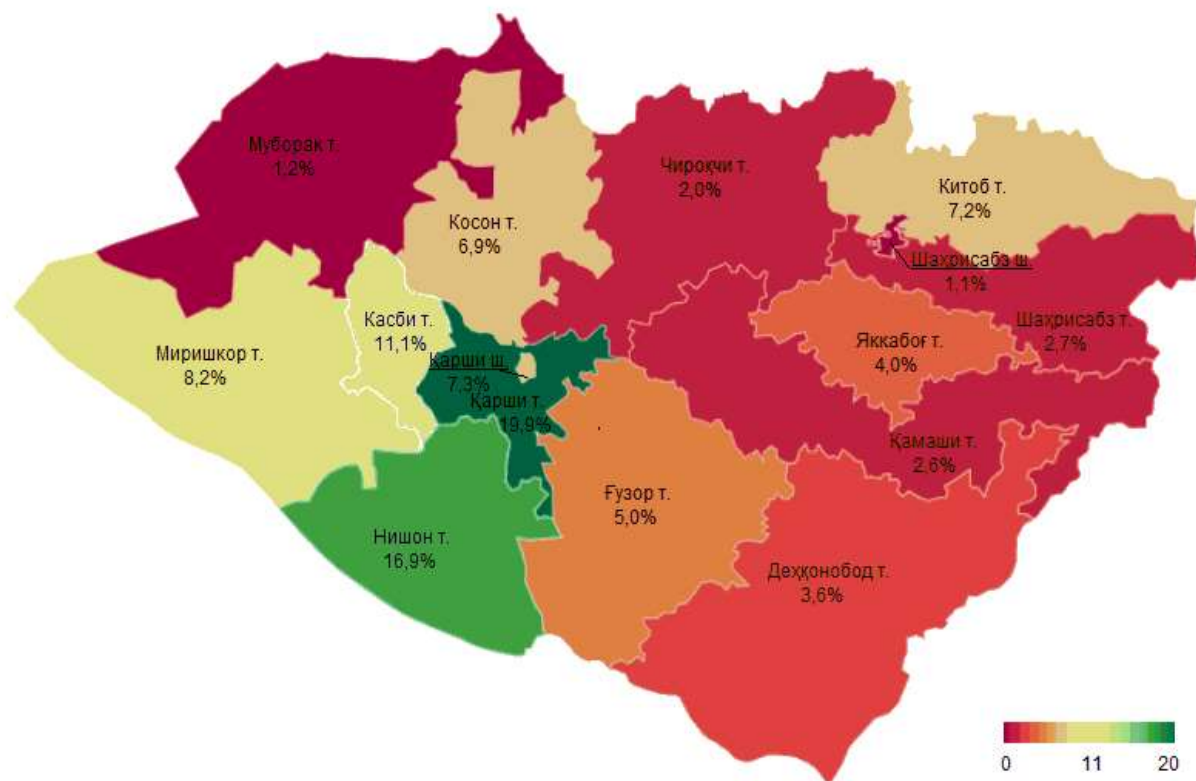 Муборак т.
1,2%
Чироқчи т.
2,0%
Китоб т.
7,2%
Косон т.
6,9%
Шаҳрисабз ш.
1,1%
Шаҳрисабз т.
2,7%
Касби т.
11,1%
Миришкор т.
8,2%
Яккабоғ т.
4,0%
Қарши ш.
7,3%
Қарши т.
19,9%
Қамаши т.
2,6%
Ғузор т.
5,0%
Нишон т.
16,9%
Деҳқонобод т.
3,6%
0 11 20